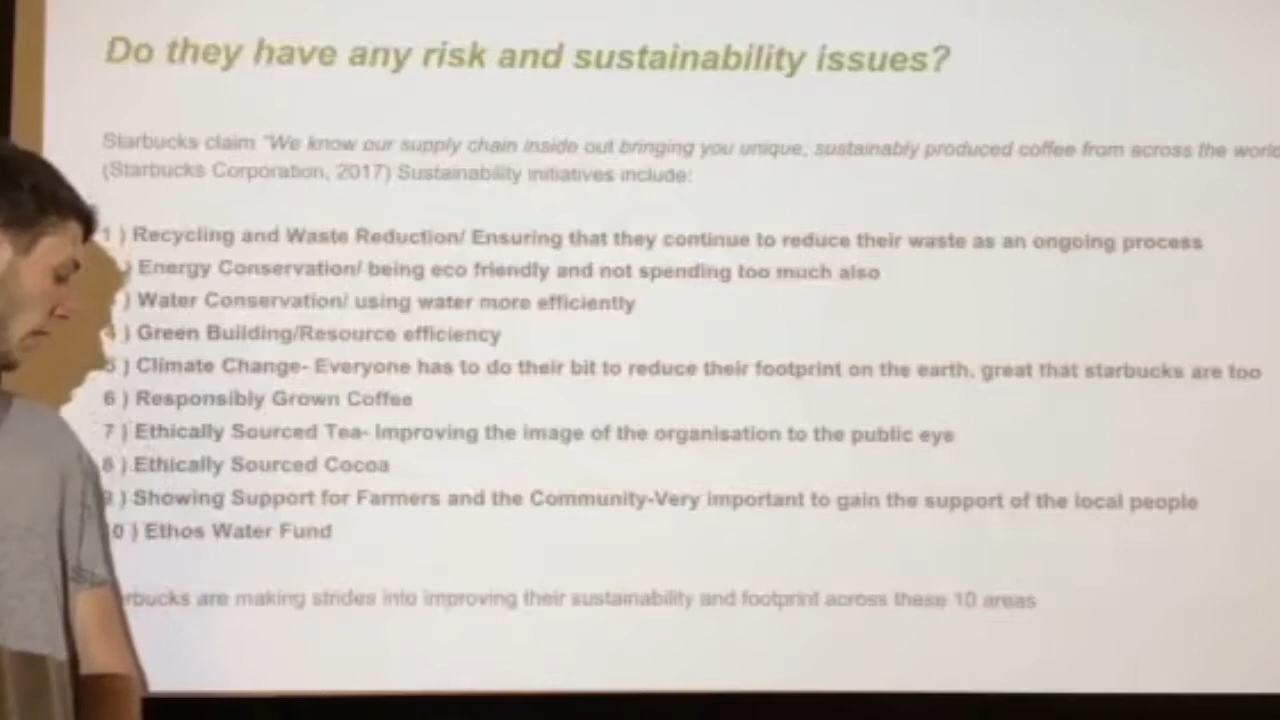 Do they have any risk and sustainability issues?
Starbucks claim "We know our supply chain inside out bringing you unique, sustainably produced coffee from across the world
(Starbucks Corporation, 2017) Sustainability initiatives include:
1 ) Recycling and Waste Reduction/ Ensuring that they continue to reduce their waste as an ongoing process
) Energy Conservation/ being eco friendly and not spending too much also
) Water Conservation/ using water more efficiently
4 ) Green Building/Resource efficiency
5 ) Climate Change- Everyone has to do their bit to reduce their footprint on the earth, great that starbucks are too
6 ) Responsibly Grown Coffee
7 ) Ethically Sourced Tea- Improving the image of the organisation to the public eye
8 ) Ethically Sourced Cocoa
9 ) Showing Support for Farmers and the Community-Very important to gain the support of the local people
0 ) Ethos Water Fund
rbucks are making strides into improving their sustainability and footprint across these 10 areas